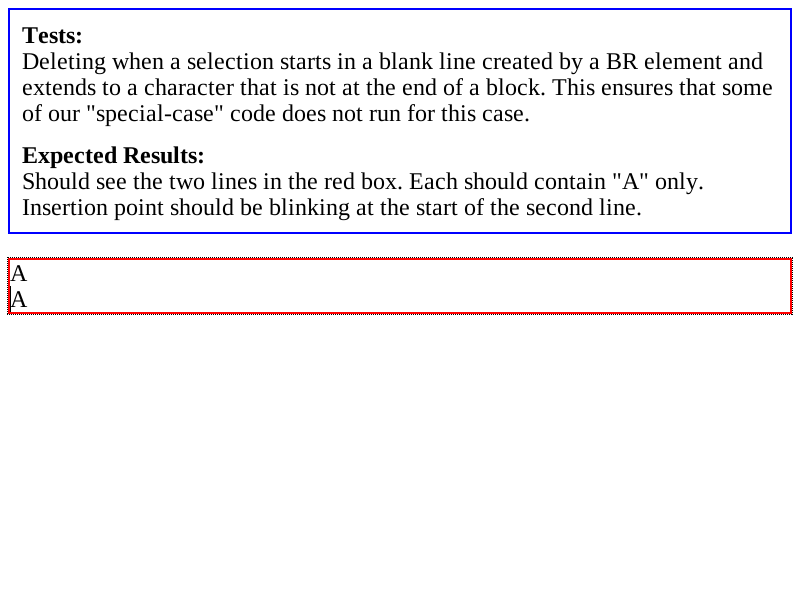 Tests:
Deleting when a selection starts in a blank line created by a BR element and
extends to a character that is not at the end of a block. This ensures that some
of our "special-case" code does not run for this case.
Expected Results:
Should see the two lines in the red box. Each should contain "A" only.
Insertion point should be blinking at the start of the second line.
A
A